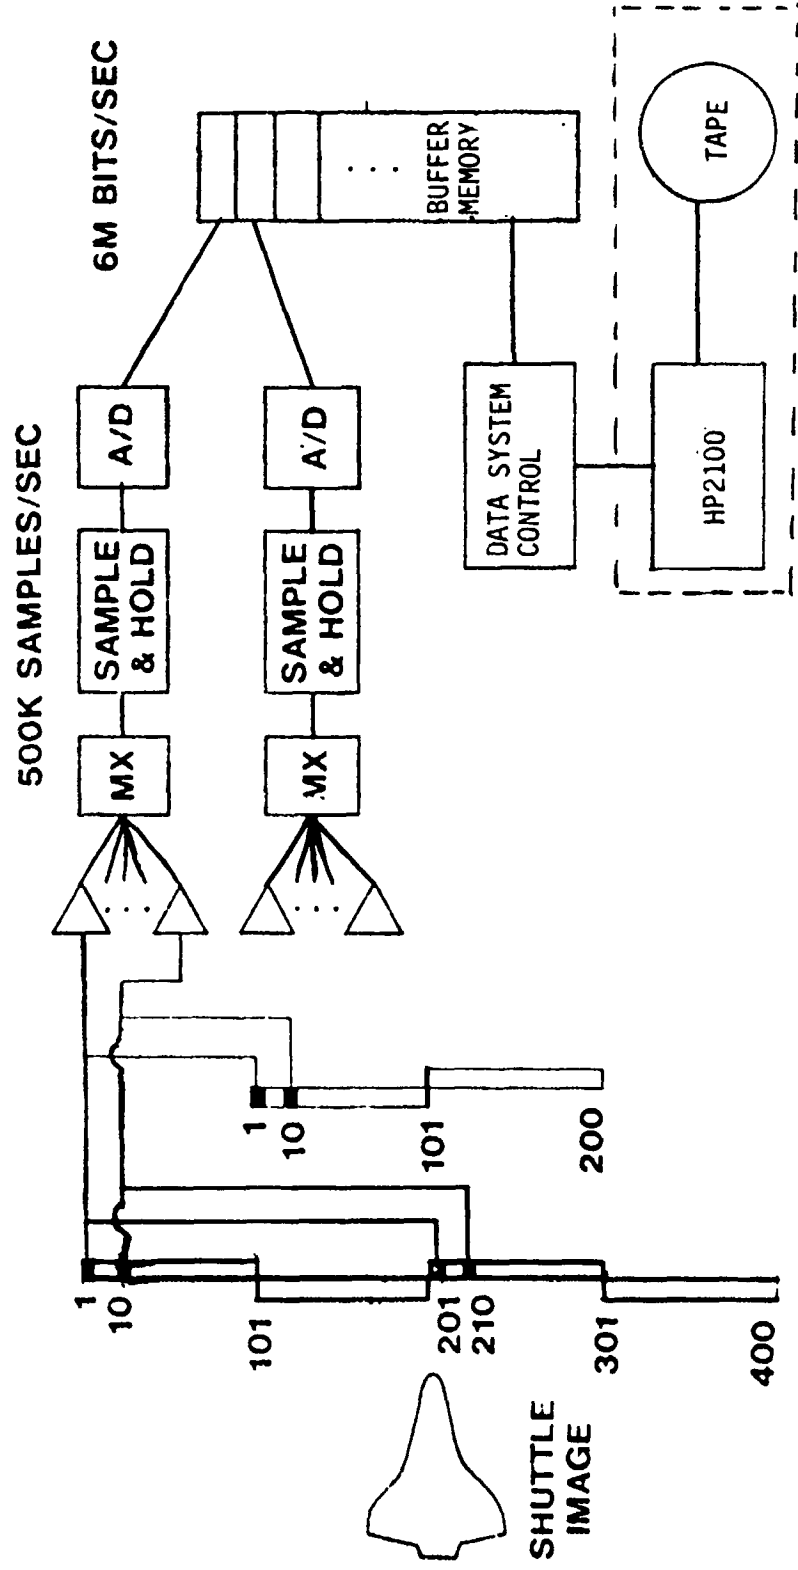 500K SAMPLES/SEC
6M BITS/SEC
MX
SAMPLE
& HOLD
A/D
MX
SAMPLE
& HOLD
A/D
BUFFER
MEMORY
DATA SYSTEM
CONTROL
HP2100
TAPE
1
10
101
201
210
301
400
1
10
101
200
SHUTTLE
IMAGE